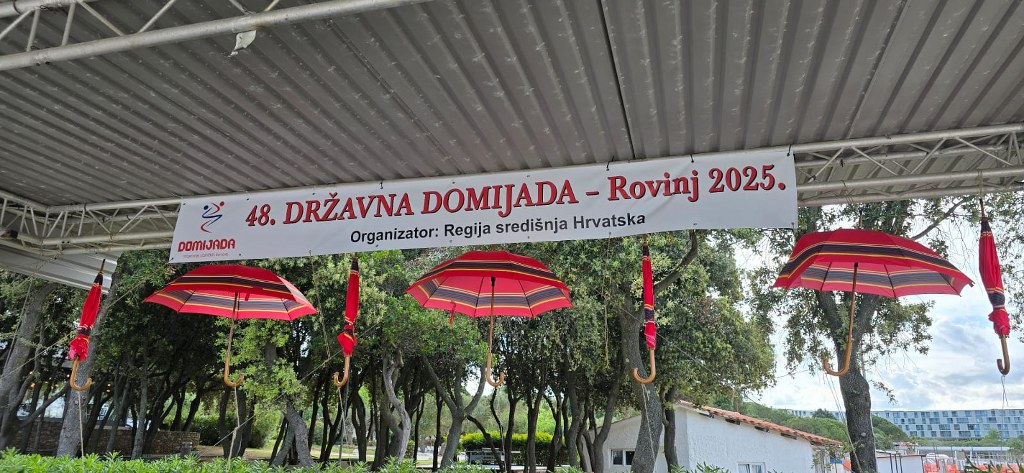 48. DRŽAVNA DOMIJADA – Rovinj 2025.
Organizator: Regija središnja Hrvatska
DOMIJADA